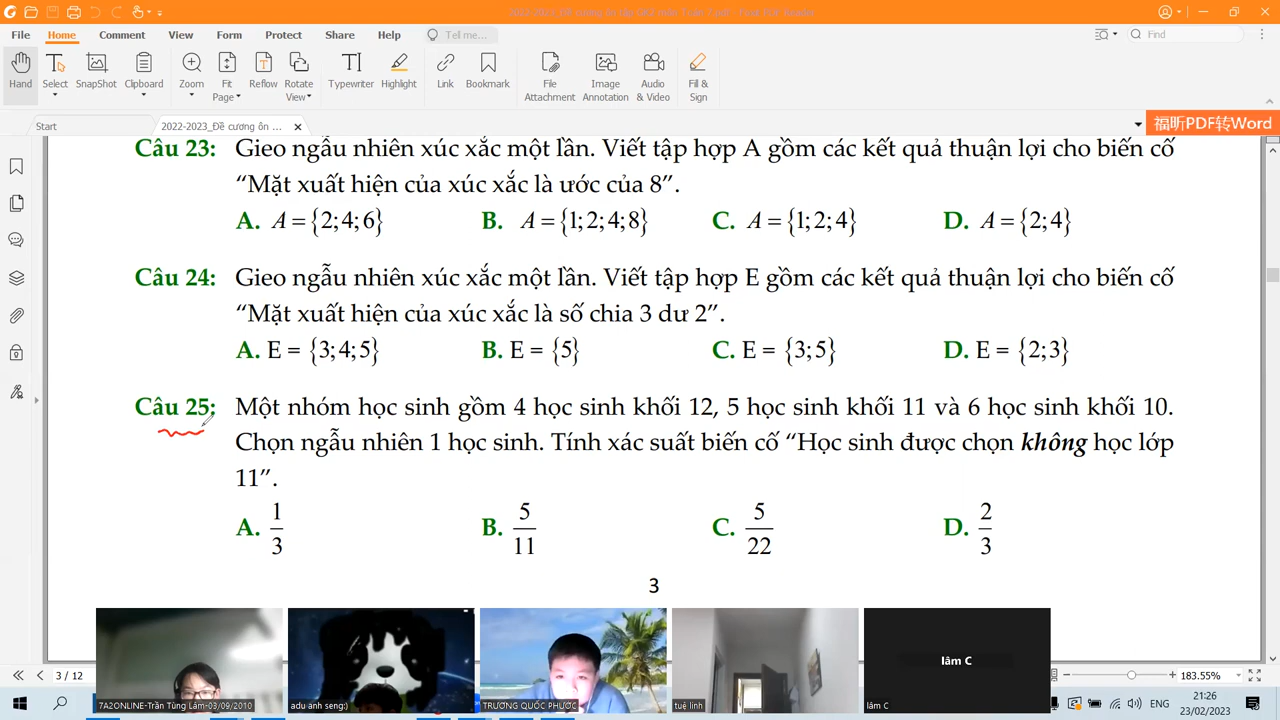 File Home Comment View Form Protect Share Help Tell me... Find
Hand Select SnapShot Clipboard Zoom Fit Page Reflow Rotate View Typewriter Highlight Link Bookmark File Attachment Image Annotation Audio & Video Fill & Sign
Start 2022-2023_Đề cương ôn ... 福昕PDF转Word
Câu 23: Gieo ngẫu nhiên xúc xắc một lần. Viết tập hợp A gồm các kết quả thuận lợi cho biến cố
“Mặt xuất hiện của xúc xắc là ước của 8”.
A. A = {2;4;6} B. A = {1;2;4;8} C. A = {1;2;4} D. A = {2;4}
Câu 24: Gieo ngẫu nhiên xúc xắc một lần. Viết tập hợp E gồm các kết quả thuận lợi cho biến cố
“Mặt xuất hiện của xúc xắc là số chia 3 dư 2”.
A. E = {3;4;5} B. E = {5} C. E = {3;5} D. E = {2;3}
Câu 25: Một nhóm học sinh gồm 4 học sinh khối 12, 5 học sinh khối 11 và 6 học sinh khối 10.
Chọn ngẫu nhiên 1 học sinh. Tính xác suất biến cố “Học sinh được chọn không học lớp
11”.
A. 1/3 B. 5/11 C. 5/22 D. 2/3
3
lâm C
7A2ONLINE-Trần Tùng Lâm-03/09/2010 adu-ánh seng:) TRƯƠNG QUỐC PHƯỚC tuệ linh lâm C
3 / 12 183.55%
ENG 21:26
23/02/2023